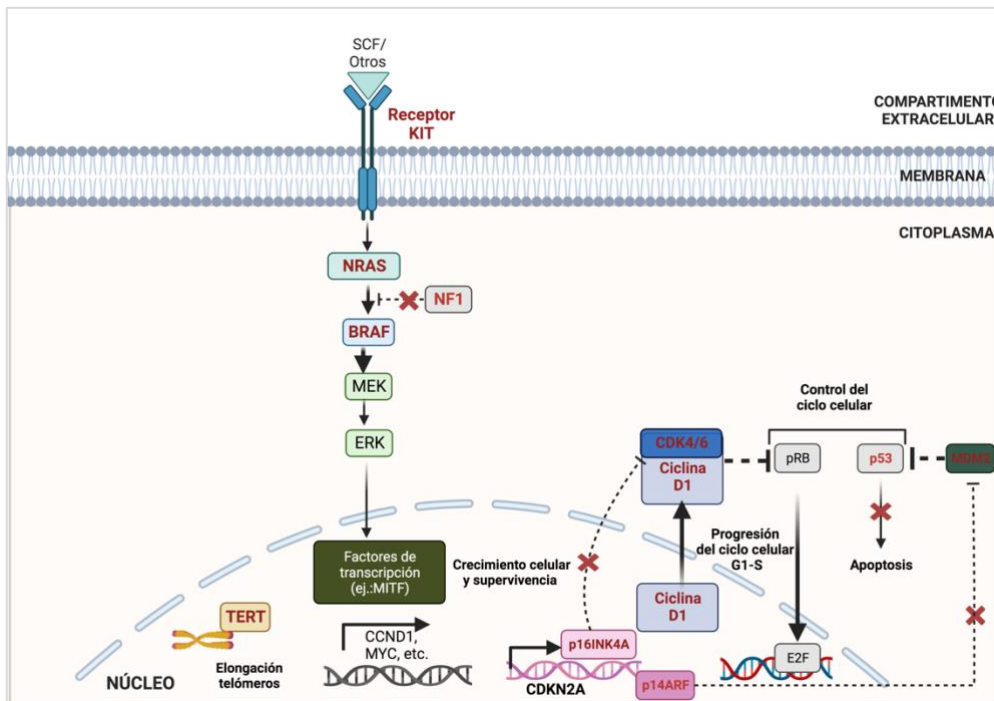 SCF/
Otros
Receptor
KIT
COMPARTIMENTO
EXTRACELULAR
MEMBRANA
CITOPLASMA
NRAS
NF1
BRAF
MEK
ERK
Control del
ciclo celular
CDK4/6
Ciclina
D1
pRB
p53
MDM2
Factores de
transcripción
(ej.:MITF)
Crecimiento celular
y supervivencia
Progresión
del ciclo celular
G1-S
Apoptosis
Ciclina
D1
TERT
Elongación
telómeros
NÚCLEO
CCND1,
MYC, etc.
p16INK4A
CDKN2A
p14ARF
E2F